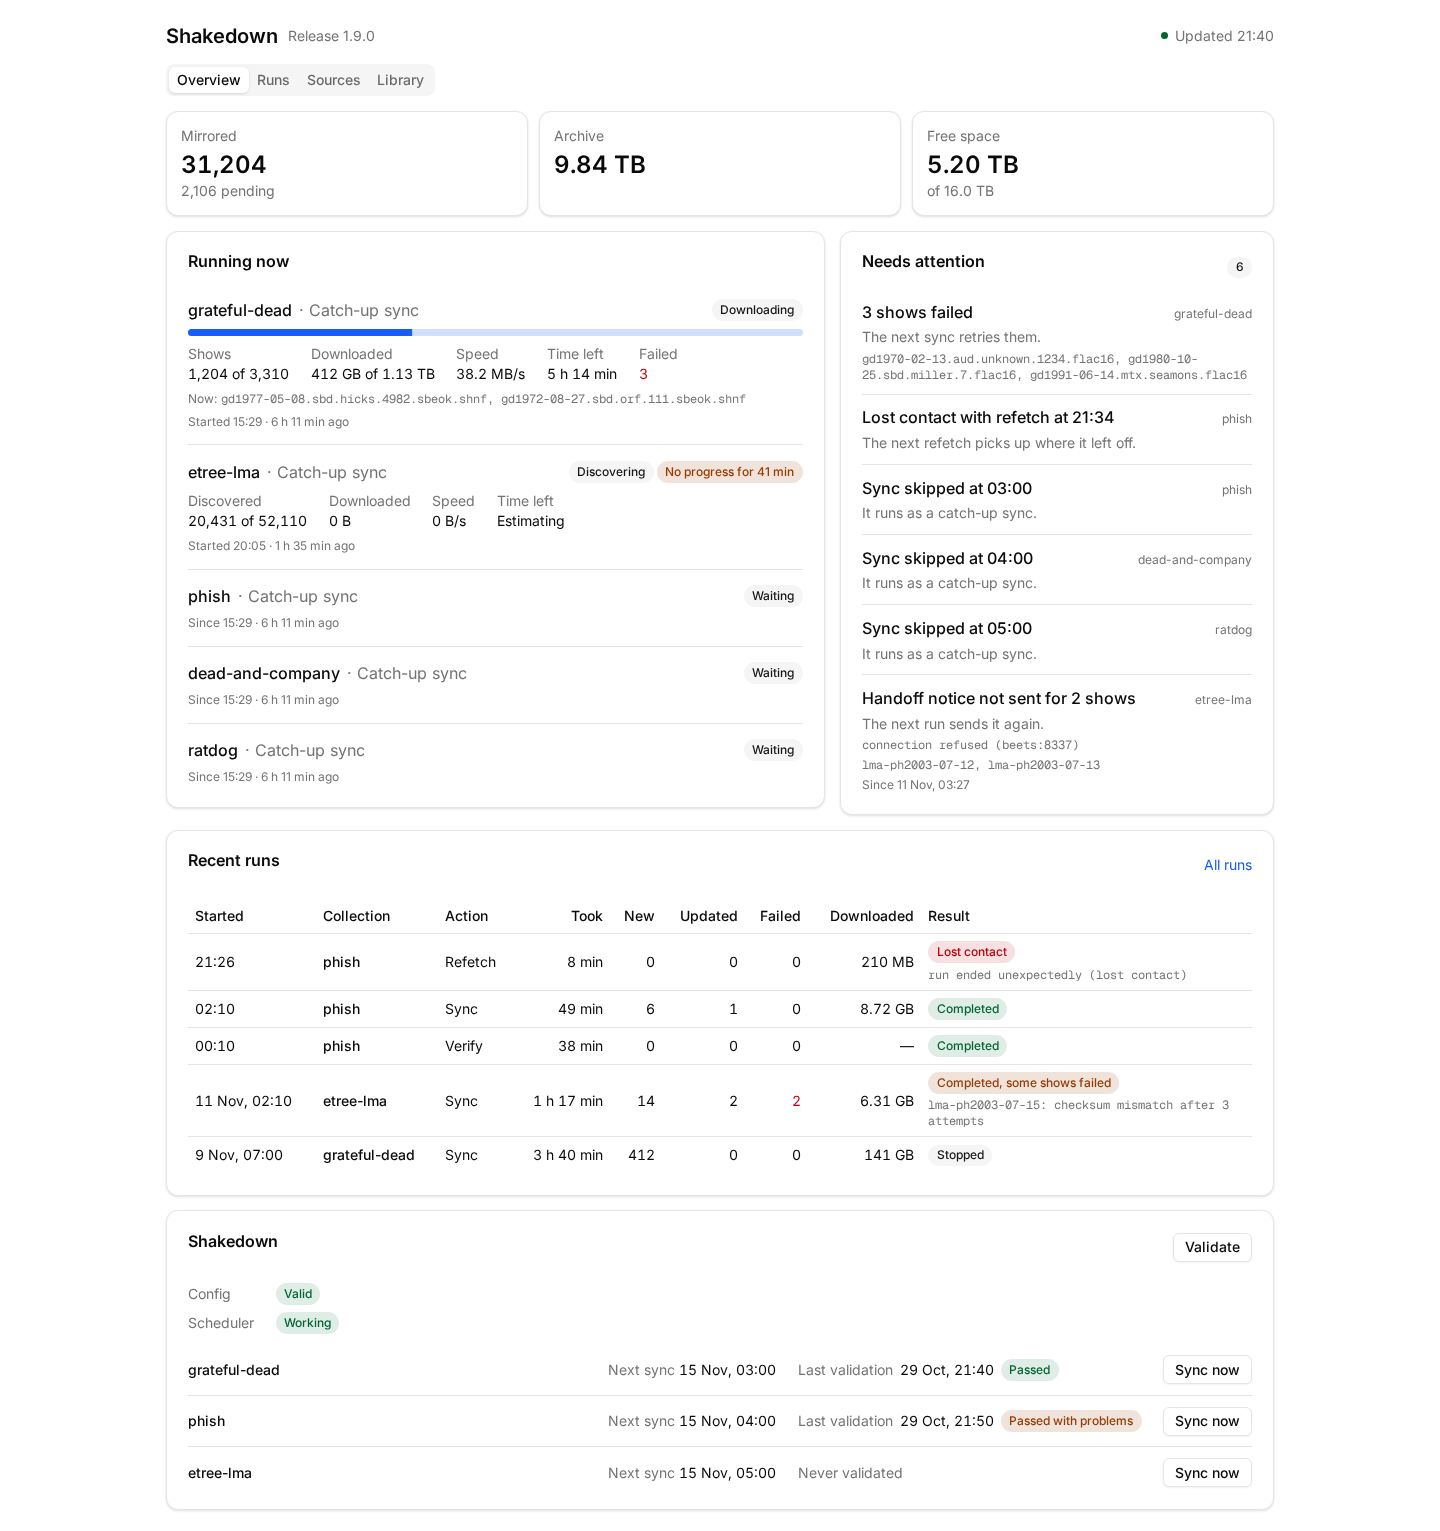 Shakedown Release 1.9.0
Updated 21:40
Overview Runs Sources Library
Mirrored
31,204
2,106 pending
Archive
9.84 TB
Free space
5.20 TB
of 16.0 TB
Running now
grateful-dead · Catch-up sync
Downloading
Shows Downloaded Speed Time left Failed
1,204 of 3,310 412 GB of 1.13 TB 38.2 MB/s 5 h 14 min 3
Now: gd1977-05-08.sbd.hicks.4982.sbeok.shnf, gd1972-08-27.sbd.orf.111.sbeok.shnf
Started 15:29 · 6 h 11 min ago
etree-lma · Catch-up sync
Discovering No progress for 41 min
Discovered Downloaded Speed Time left
20,431 of 52,110 0 B 0 B/s Estimating
Started 20:05 · 1 h 35 min ago
phish · Catch-up sync
Waiting
Since 15:29 · 6 h 11 min ago
dead-and-company · Catch-up sync
Waiting
Since 15:29 · 6 h 11 min ago
ratdog · Catch-up sync
Waiting
Since 15:29 · 6 h 11 min ago
Needs attention
6
3 shows failed
grateful-dead
The next sync retries them.
gd1970-02-13.aud.unknown.1234.flac16, gd1980-10-
25.sbd.miller.7.flac16, gd1991-06-14.mtx.seamons.flac16
Lost contact with refetch at 21:34
phish
The next refetch picks up where it left off.
Sync skipped at 03:00
phish
It runs as a catch-up sync.
Sync skipped at 04:00
dead-and-company
It runs as a catch-up sync.
Sync skipped at 05:00
ratdog
It runs as a catch-up sync.
Handoff notice not sent for 2 shows
etree-lma
The next run sends it again.
connection refused (beets:8337)
lma-ph2003-07-12, lma-ph2003-07-13
Since 11 Nov, 03:27
Recent runs
All runs
Started Collection Action Took New Updated Failed Downloaded Result
21:26 phish Refetch 8 min 0 0 0 210 MB Lost contact
run ended unexpectedly (lost contact)
02:10 phish Sync 49 min 6 1 0 8.72 GB Completed
00:10 phish Verify 38 min 0 0 0 — Completed
11 Nov, 02:10 etree-lma Sync 1 h 17 min 14 2 2 6.31 GB Completed, some shows failed
lma-ph2003-07-15: checksum mismatch after 3
attempts
9 Nov, 07:00 grateful-dead Sync 3 h 40 min 412 0 0 141 GB Stopped
Shakedown
Validate
Config Valid
Scheduler Working
grateful-dead Next sync 15 Nov, 03:00 Last validation 29 Oct, 21:40 Passed Sync now
phish Next sync 15 Nov, 04:00 Last validation 29 Oct, 21:50 Passed with problems Sync now
etree-lma Next sync 15 Nov, 05:00 Never validated Sync now